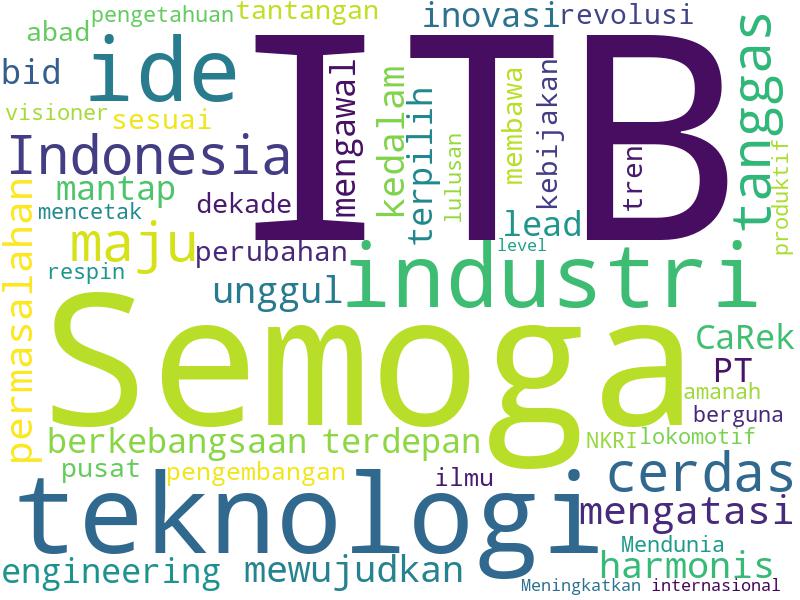 pengetahuan
tantangan
inovasi
revolusi
abad
bid
ide
ITB
visioner
sesuai
Indonesia
mengawal
kedalam
terpilih
lulusan
membawa
kebijakan
tren
tanggas
produktif
mantap
mencetak
dekade
lead
level
permasalahan
maju
perubahan
respin
unggul
industri
Semoga
CaRek
PT
amanah
berguna
berkebangsaan
terdepan
NKRI
lokomotif
pusat
pengembangan
ilmu
cerdas
teknologi
mengatasi
Mendunia
engineering
mewujudkan
harmonis
Meningkatkan
internasional